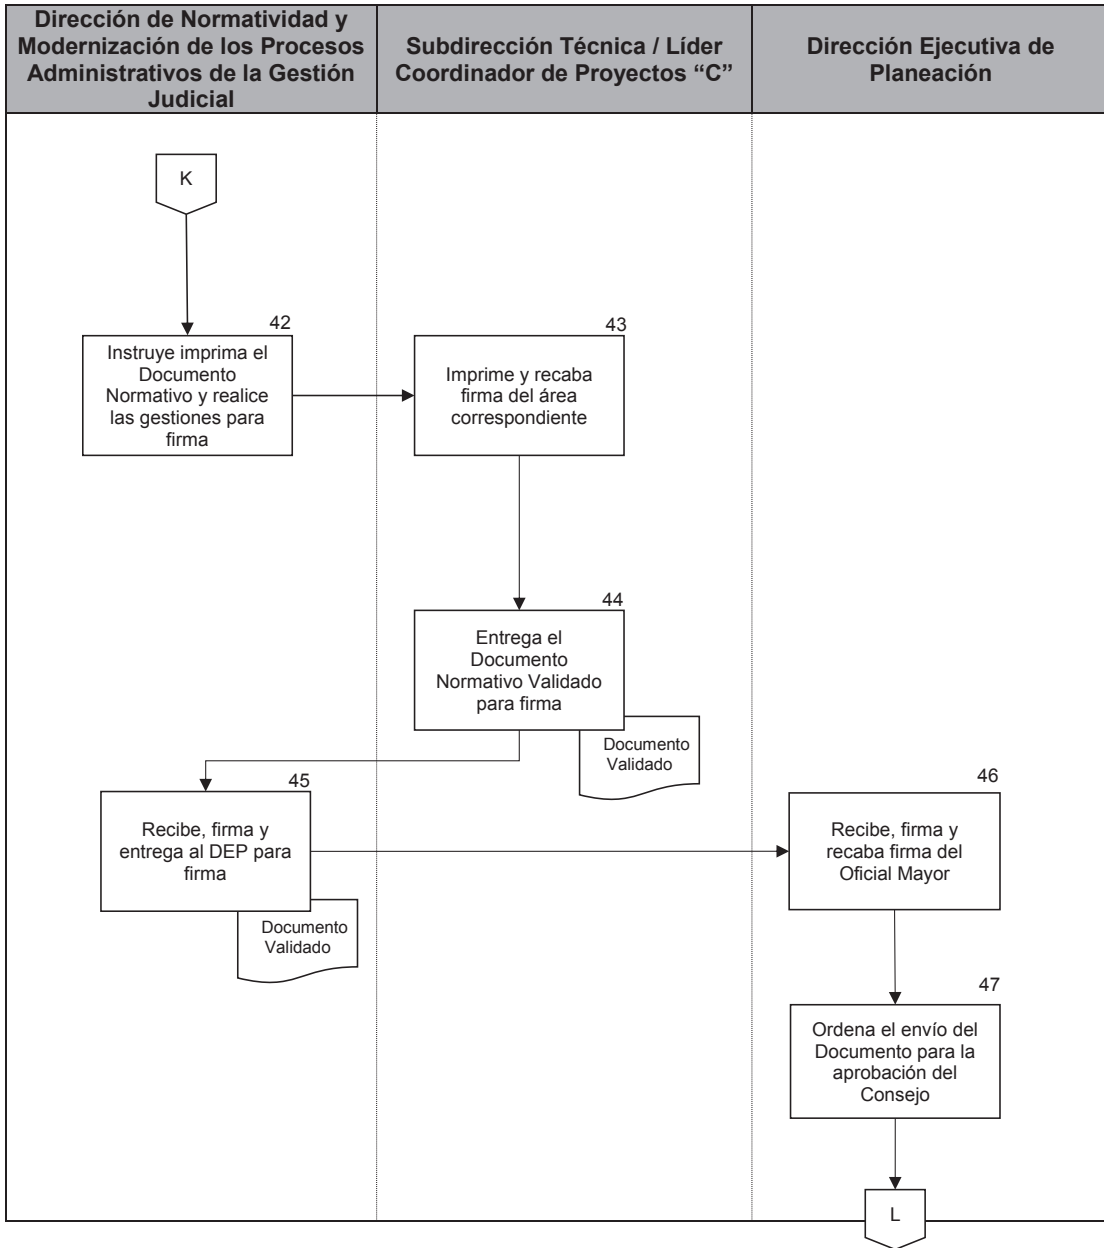 Dirección de Normatividad y
Modernización de los Procesos
Administrativos de la Gestión
Judicial
Subdirección Técnica / Líder
Coordinador de Proyectos “C”
Dirección Ejecutiva de
Planeación
K
42
Instruye imprima el
Documento
Normativo y realice
las gestiones para
firma
43
Imprime y recaba
firma del área
correspondiente
44
Entrega el
Documento
Normativo Validado
para firma
Documento
Validado
45
Recibe, firma y
entrega al DEP para
firma
Documento
Validado
46
Recibe, firma y
recaba firma del
Oficial Mayor
47
Ordena el envío del
Documento para la
aprobación del
Consejo
L